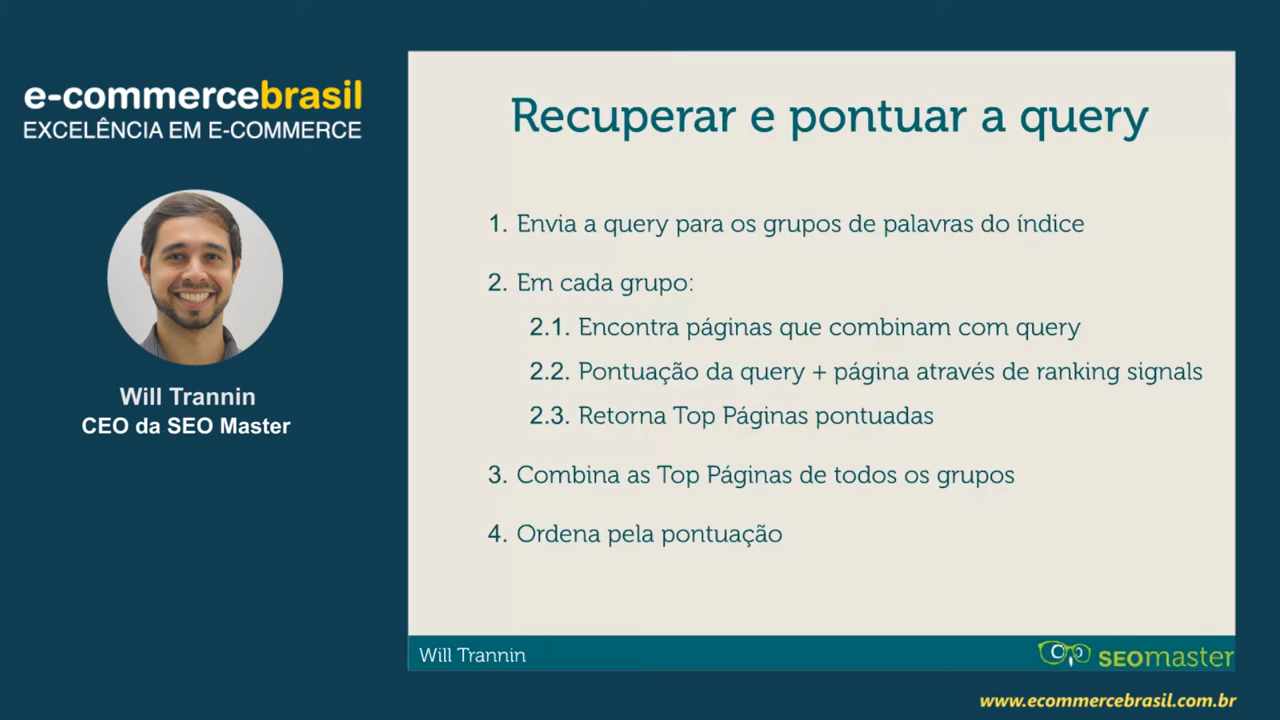 e-commercebrasil
EXCELÊNCIA EM E-COMMERCE
Will Trannin
CEO da SEO Master
Recuperar e pontuar a query
1. Envia a query para os grupos de palavras do índice
2. Em cada grupo:
2.1. Encontra páginas que combinam com query
2.2. Pontuação da query + página através de ranking signals
2.3. Retorna Top Páginas pontuadas
3. Combina as Top Páginas de todos os grupos
4. Ordena pela pontuação
Will Trannin
SEOmaster
www.ecommercebrasil.com.br